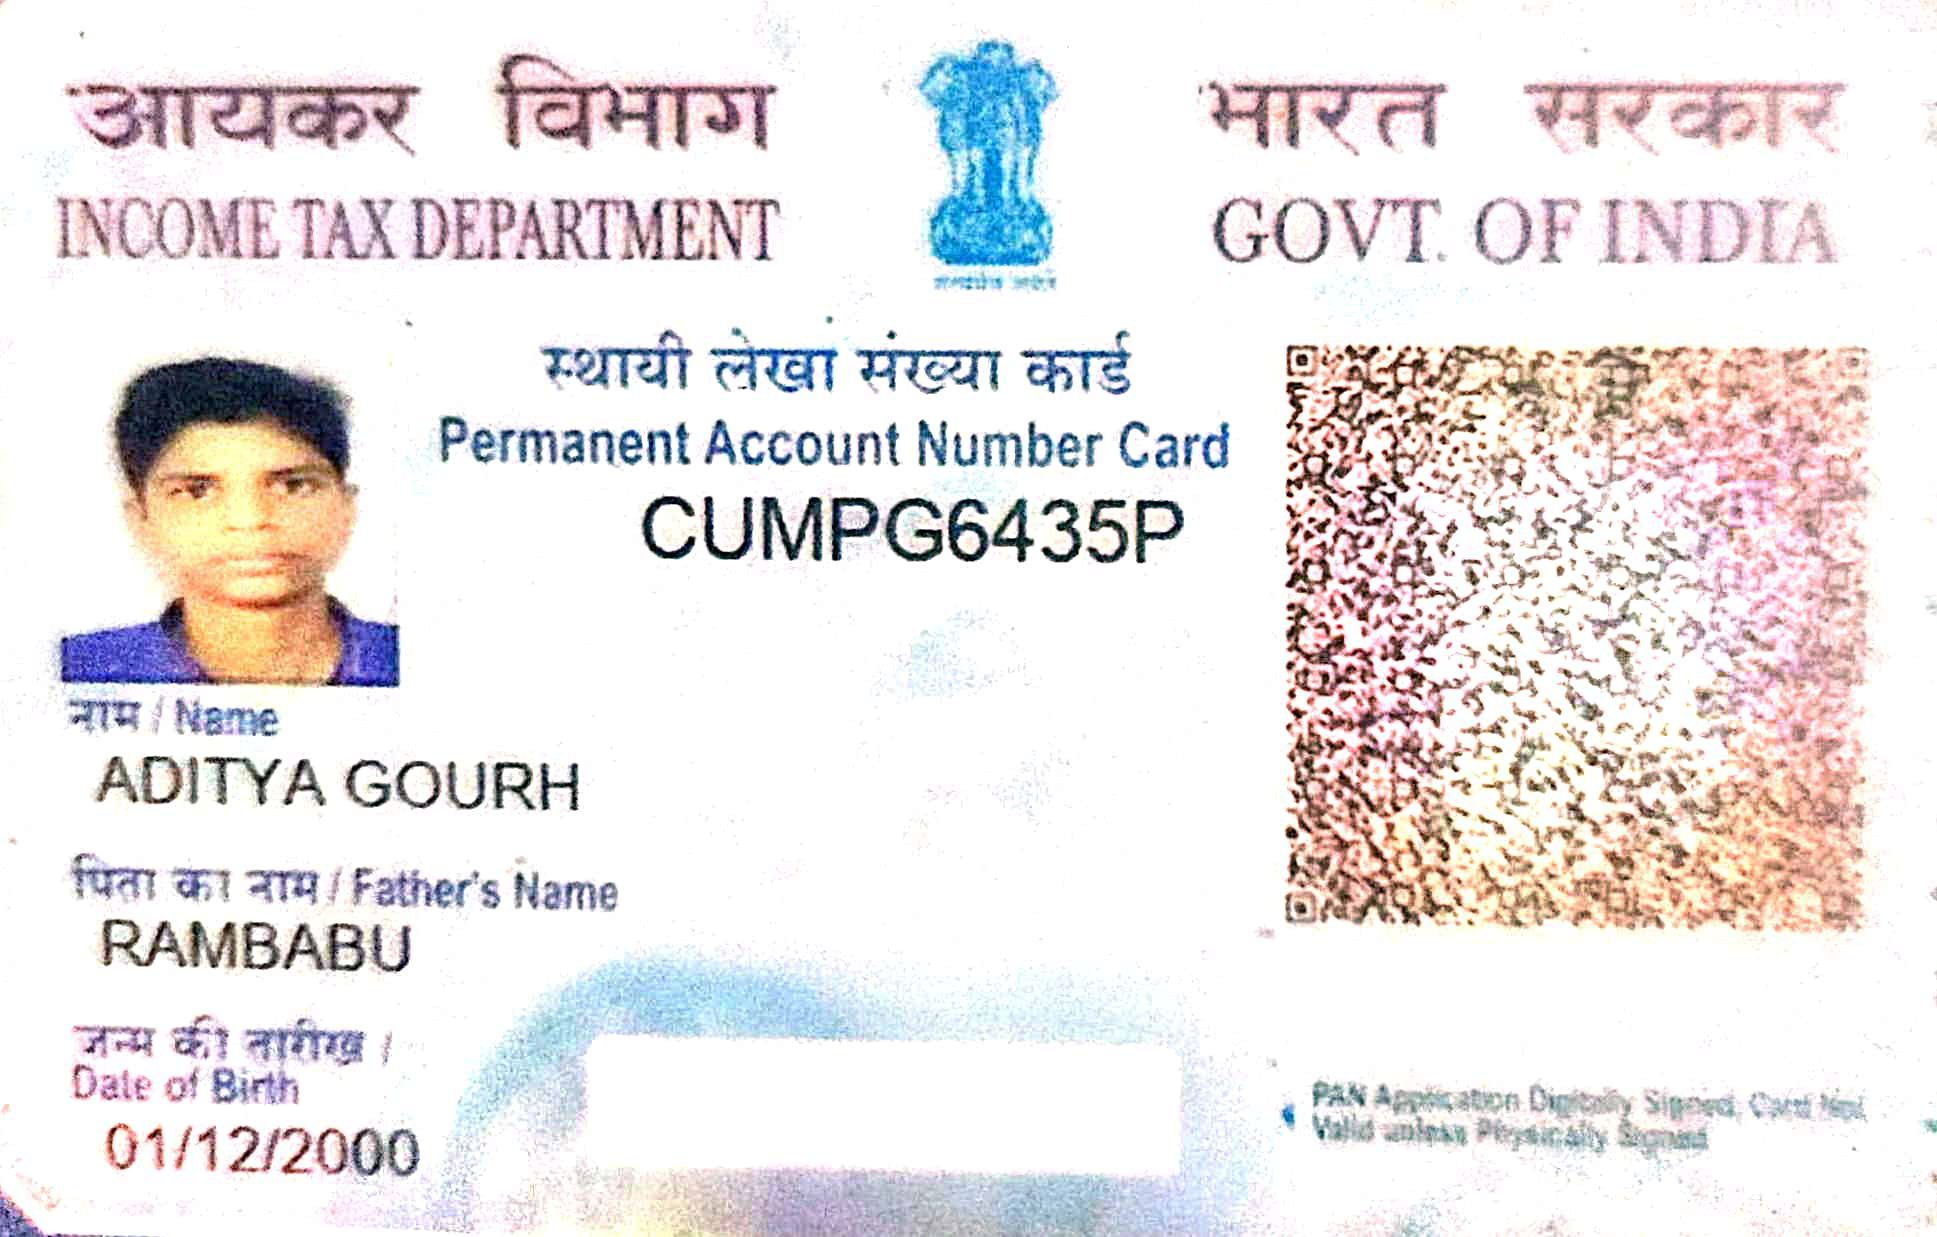 आयकर विभाग
INCOME TAX DEPARTMENT
भारत सरकार
GOVT. OF INDIA
सत्यमेव जयते
स्थायी लेखा संख्या कार्ड
Permanent Account Number Card
CUMPG6435P
नाम / Name
ADITYA GOURH
पिता का नाम / Father's Name
RAMBABU
जन्म की तारीख /
Date of Birth
01/12/2000
PAN Application Digitally Signed, Card Not
Valid unless Physically Signed